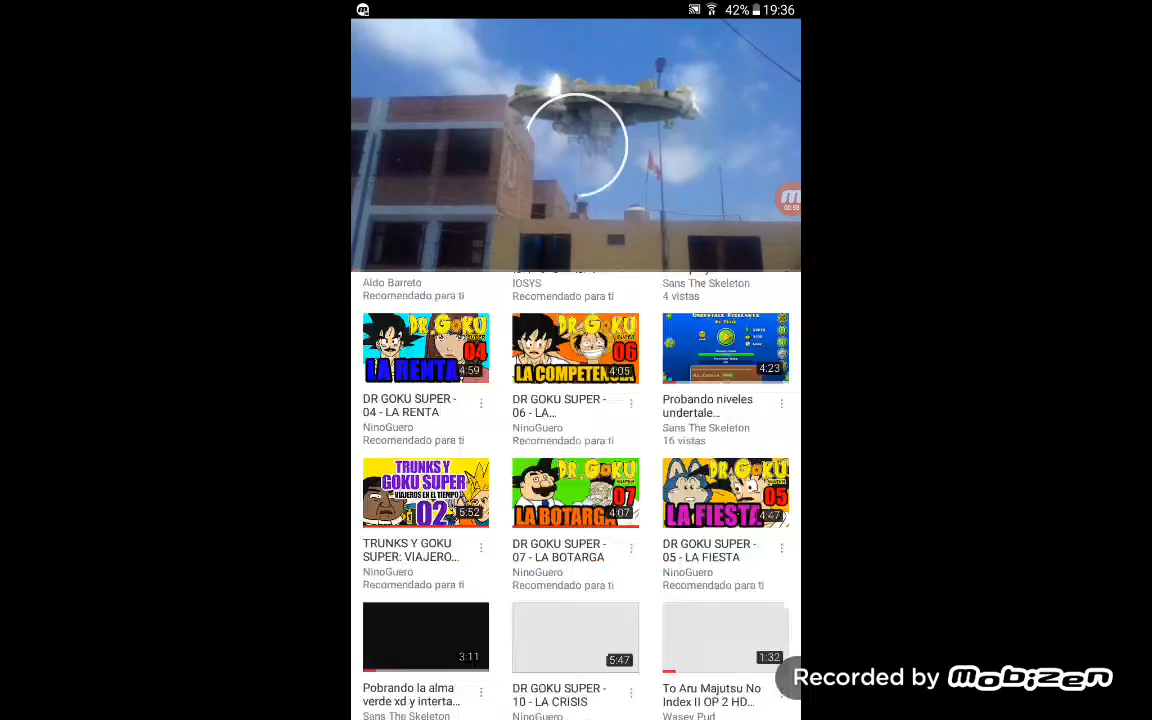 42% 19:36
00:58
Aldo Barreto
Recomendado para ti
IOSYS
Recomendado para ti
Sans The Skeleton
4 vistas
DR GOKU
SUPER
04
LA RENTA
4:59
DR GOKU
SUPER
06
LA COMPETENCIA
4:05
4:23
DR GOKU SUPER -
04 - LA RENTA
NinoGuero
Recomendado para ti
DR GOKU SUPER -
06 - LA...
NinoGuero
Recomendado para ti
Probando niveles
undertale...
Sans The Skeleton
16 vistas
TRUNKS Y
GOKU SUPER
VIAJEROS EN EL TIEMPO
02
5:52
DR. GOKU
SUPER
07
LA BOTARGA
4:07
DR GOKU
SUPER
05
LA FIESTA
4:47
TRUNKS Y GOKU
SUPER: VIAJERO...
NinoGuero
Recomendado para ti
DR GOKU SUPER -
07 - LA BOTARGA
NinoGuero
Recomendado para ti
DR GOKU SUPER -
05 - LA FIESTA
NinoGuero
Recomendado para ti
3:11
5:47
1:32
Pobrando la alma
verde xd y interta...
Sans The Skeleton
DR GOKU SUPER -
10 - LA CRISIS
NinoGuero
To Aru Majutsu No
Index II OP 2 HD...
Wasey Pud
Recorded by mobizen